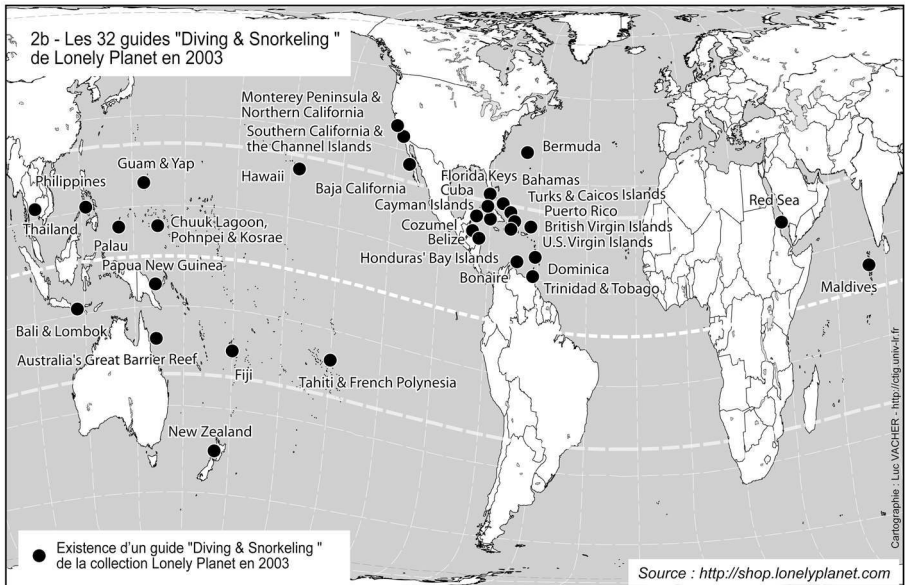 2b - Les 32 guides "Diving & Snorkeling "
de Lonely Planet en 2003
Monterey Peninsula &
Northern California
Southern California &
the Channel Islands
Hawaii
Baja California
Guam & Yap
Philippines
Thailand
Palau
Chuuk Lagoon,
Pohnpei & Kosrae
Papua New Guinea
Bali & Lombok
Australia's Great Barrier Reef
Fiji
Tahiti & French Polynesia
New Zealand
Bermuda
Florida Keys
Bahamas
Cuba
Turks & Caicos Islands
Cayman Islands
Puerto Rico
Cozumel
British Virgin Islands
Belize
U.S. Virgin Islands
Honduras' Bay Islands
Dominica
Bonaire
Trinidad & Tobago
Red Sea
Maldives
Existence d'un guide "Diving & Snorkeling "
de la collection Lonely Planet en 2003
Source : http://shop.lonelyplanet.com
Cartographie : Luc VACHER - http://ctig.univ-lr.fr